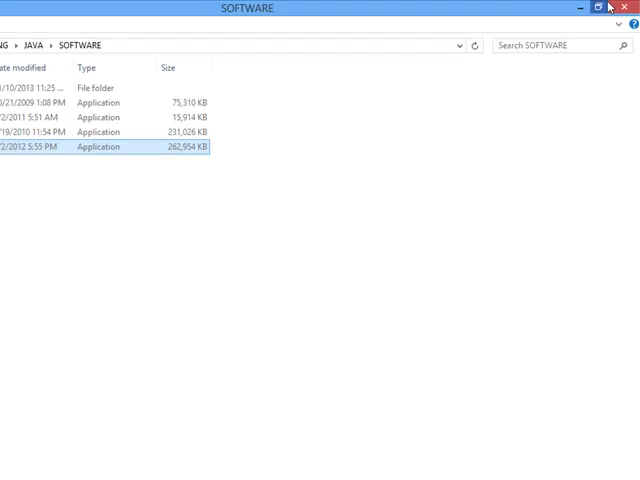 SOFTWARE
NG JAVA SOFTWARE Search SOFTWARE
ate modified Type Size
1/10/2013 11:25 ... File folder
0/21/2009 1:08 PM Application 75,310 KB
/2/2011 5:51 AM Application 15,914 KB
/19/2010 11:54 PM Application 231,026 KB
/2/2012 5:55 PM Application 262,954 KB